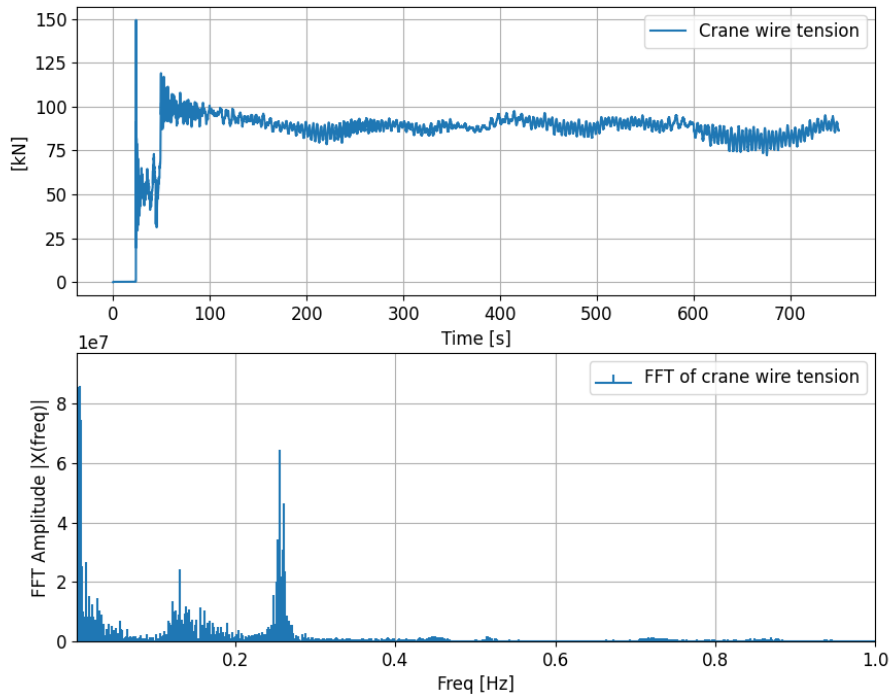 150
125
100
75
50
25
0
[kN]
Crane wire tension
0 100 200 300 400 500 600 700
Time [s]
1e7
8
6
4
2
0
FFT Amplitude |X(freq)|
FFT of crane wire tension
0.2 0.4 0.6 0.8 1.0
Freq [Hz]